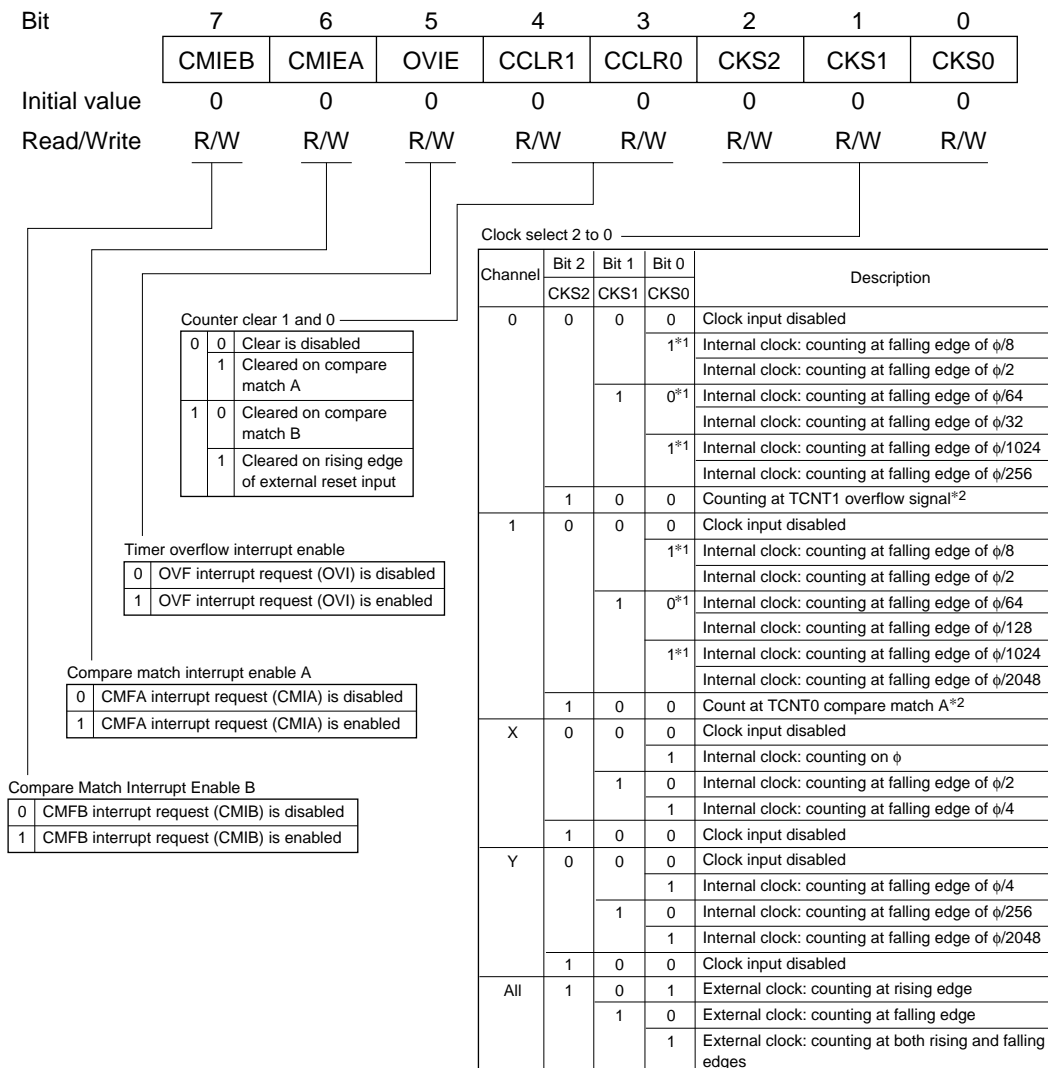 Bit 7 6 5 4 3 2 1 0
CMIEB CMIEA OVIE CCLR1 CCLR0 CKS2 CKS1 CKS0
Initial value 0 0 0 0 0 0 0 0
Read/Write R/W R/W R/W R/W R/W R/W R/W R/W
Counter clear 1 and 0
0 0 Clear is disabled
1 Cleared on compare
match A
1 0 Cleared on compare
match B
1 Cleared on rising edge
of external reset input
Timer overflow interrupt enable
0 OVF interrupt request (OVI) is disabled
1 OVF interrupt request (OVI) is enabled
Compare match interrupt enable A
0 CMFA interrupt request (CMIA) is disabled
1 CMFA interrupt request (CMIA) is enabled
Compare Match Interrupt Enable B
0 CMFB interrupt request (CMIB) is disabled
1 CMFB interrupt request (CMIB) is enabled
Clock select 2 to 0
Channel Bit 2 Bit 1 Bit 0 Description
CKS2 CKS1 CKS0
0 0 0 0 Clock input disabled
1*1 Internal clock: counting at falling edge of ϕ/8
Internal clock: counting at falling edge of ϕ/2
1 0*1 Internal clock: counting at falling edge of ϕ/64
Internal clock: counting at falling edge of ϕ/32
1*1 Internal clock: counting at falling edge of ϕ/1024
Internal clock: counting at falling edge of ϕ/256
1 0 0 Counting at TCNT1 overflow signal*2
1 0 0 0 Clock input disabled
1*1 Internal clock: counting at falling edge of ϕ/8
Internal clock: counting at falling edge of ϕ/2
1 0*1 Internal clock: counting at falling edge of ϕ/64
Internal clock: counting at falling edge of ϕ/128
1*1 Internal clock: counting at falling edge of ϕ/1024
Internal clock: counting at falling edge of ϕ/2048
1 0 0 Count at TCNT0 compare match A*2
X 0 0 0 Clock input disabled
1 Internal clock: counting on ϕ
1 0 Internal clock: counting at falling edge of ϕ/2
1 Internal clock: counting at falling edge of ϕ/4
1 0 0 Clock input disabled
Y 0 0 0 Clock input disabled
1 Internal clock: counting at falling edge of ϕ/4
1 0 Internal clock: counting at falling edge of ϕ/256
1 Internal clock: counting at falling edge of ϕ/2048
1 0 0 Clock input disabled
All 1 0 1 External clock: counting at rising edge
1 0 External clock: counting at falling edge
1 External clock: counting at both rising and falling
edges